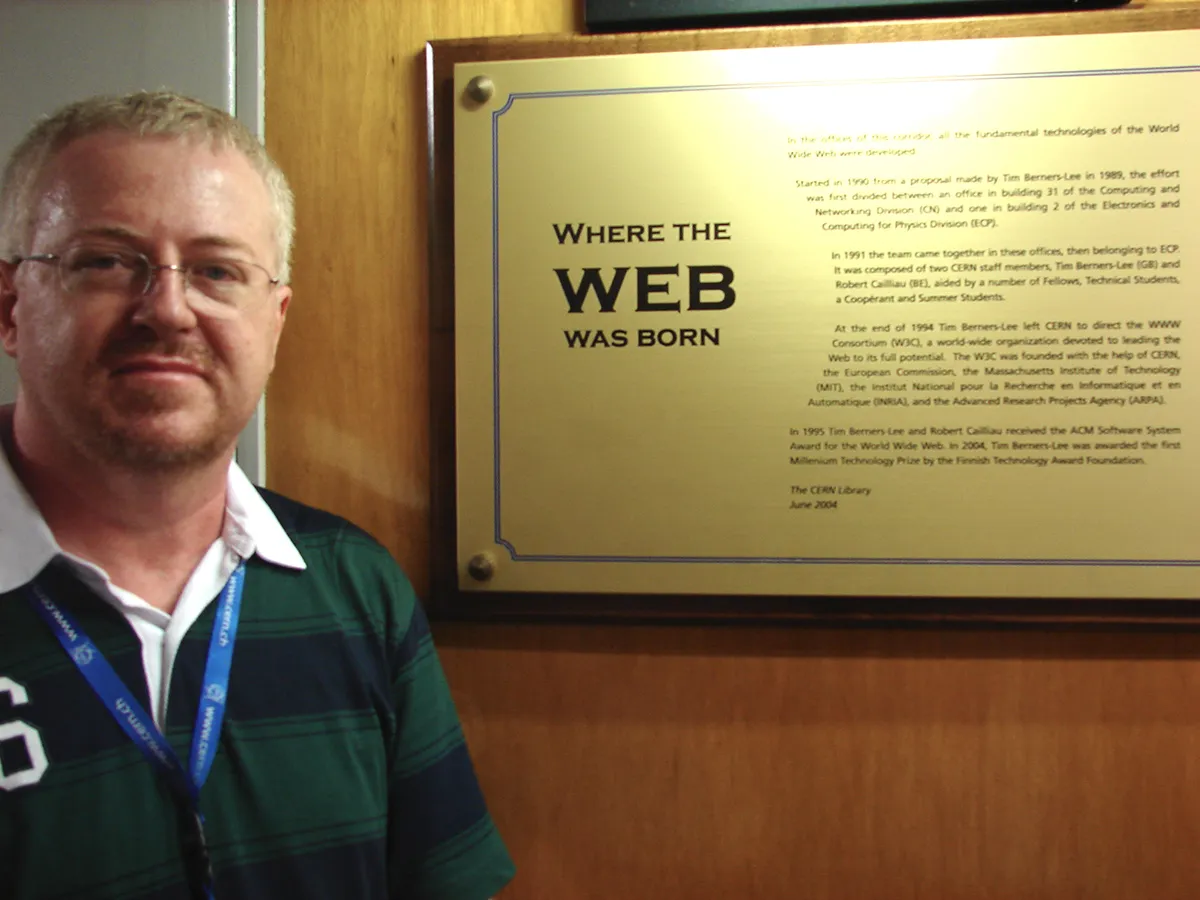 WHERE THE
WEB
WAS BORN
In the offices of this corridor, all the fundamental technologies of the World
Wide Web were developed.
Started in 1990 from a proposal made by Tim Berners-Lee in 1989, the effort
was first divided between an office in building 31 of the Computing and
Networking Division (CN) and one in building 2 of the Electronics and
Computing for Physics Division (ECP).
In 1991 the team came together in these offices, then belonging to ECP.
It was composed of two CERN staff members, Tim Berners-Lee (GB) and
Robert Cailliau (BE), aided by a number of Fellows, Technical Students,
a Coopérant and Summer Students.
At the end of 1994 Tim Berners-Lee left CERN to direct the WWW
Consortium (W3C), a world-wide organization devoted to leading the
Web to its full potential. The W3C was founded with the help of CERN,
the European Commission, the Massachusetts Institute of Technology
(MIT), the Institut National pour la Recherche en Informatique et en
Automatique (INRIA), and the Advanced Research Projects Agency (ARPA).
In 1995 Tim Berners-Lee and Robert Cailliau received the ACM Software System
Award for the World Wide Web. In 2004, Tim Berners-Lee was awarded the first
Millenium Technology Prize by the Finnish Technology Award Foundation.
The CERN Library
June 2004
www.cern.ch
www.cern.ch
www.cern.ch
6